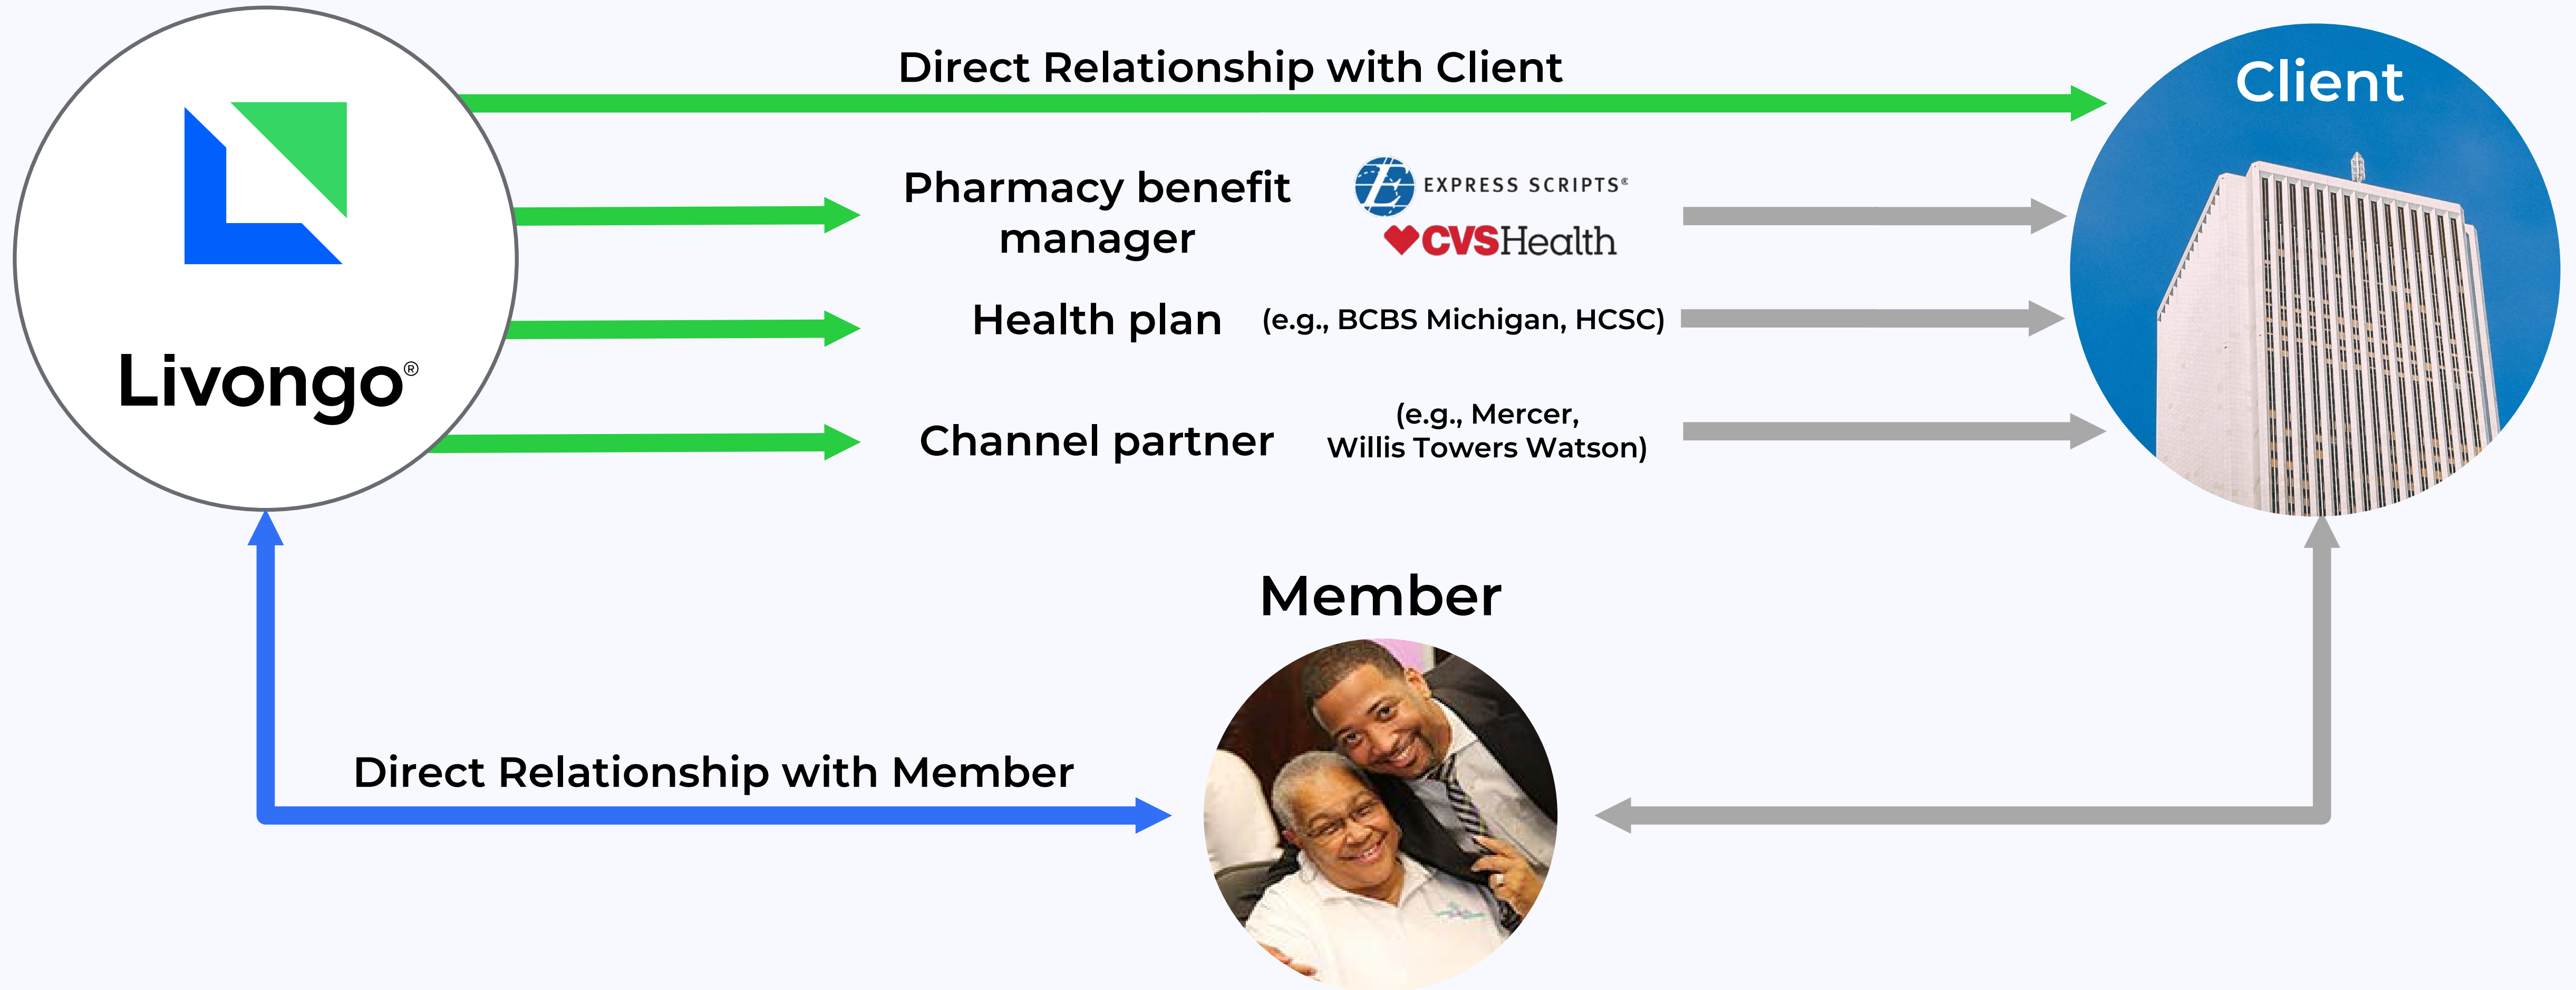 Direct Relationship with Client
Client
Pharmacy benefit
manager
EXPRESS SCRIPTS®
CVSHealth
Health plan
(e.g., BCBS Michigan, HCSC)
Channel partner
(e.g., Mercer,
Willis Towers Watson)
Livongo®
Member
Direct Relationship with Member